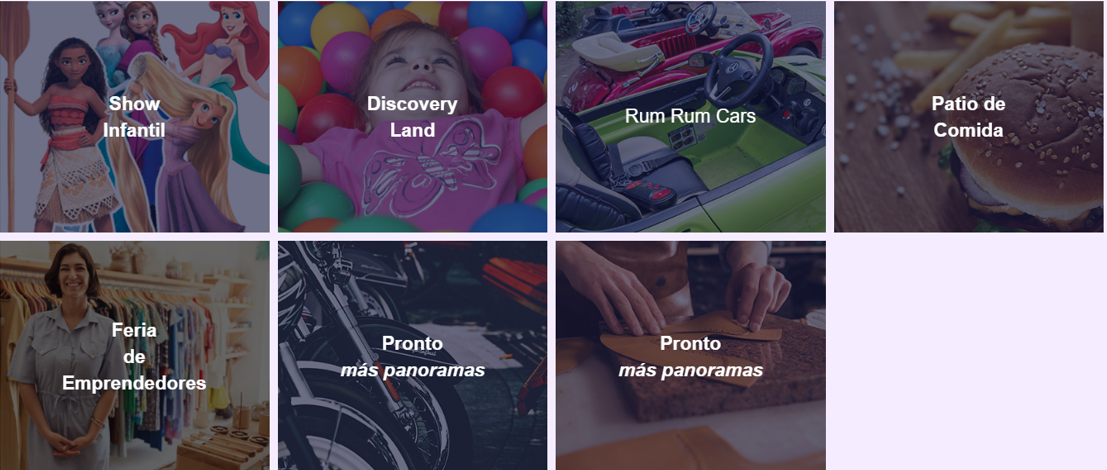 Show
Infantil
Discovery
Land
Rum Rum Cars
Patio de
Comida
Feria
de
Emprendedores
Pronto
más panoramas
Pronto
más panoramas